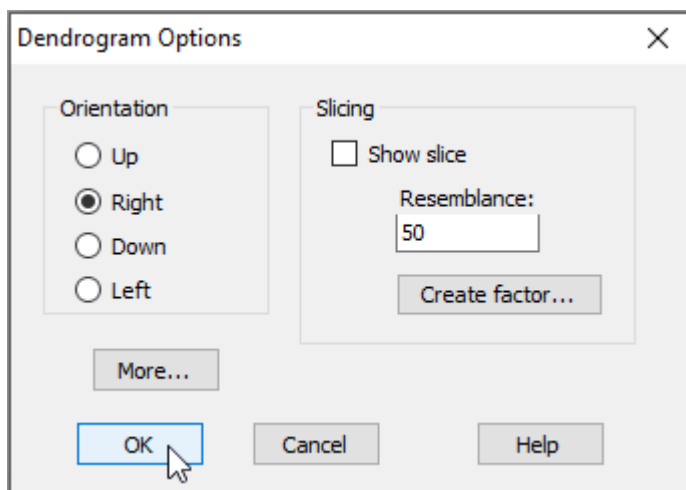 Dendrogram Options
Orientation
Up
Right
Down
Left
Slicing
Show slice
Resemblance:
50
Create factor...
More...
OK
Cancel
Help